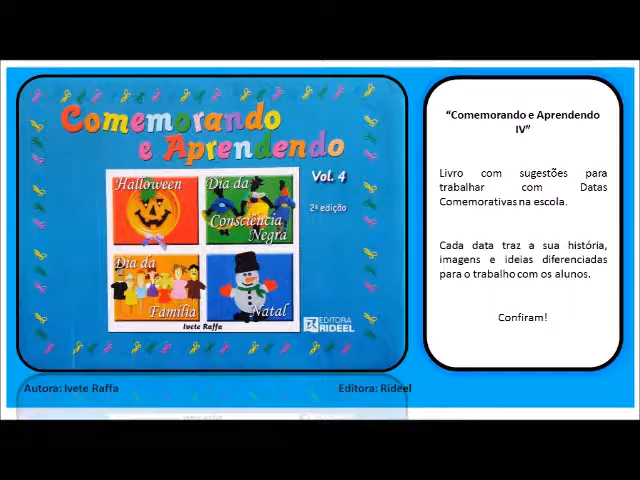 Comemorando
e Aprendendo
Vol. 4
2ª edição
Halloween
Dia da
Consciência
Negra
Dia da
Família
Natal
Ivete Raffa
EDITORA
RIDEEL
Autora: Ivete Raffa
Editora: Rideel
“Comemorando e Aprendendo
IV”
Livro com sugestões para
trabalhar com Datas
Comemorativas na escola.
Cada data traz a sua história,
imagens e ideias diferenciadas
para o trabalho com os alunos.
Confiram!